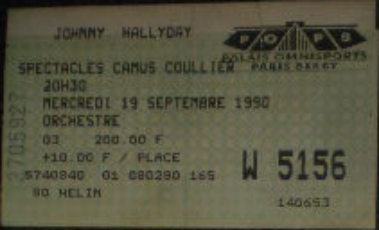 JOHNNY HALLYDAY
POPB
PALAIS OMNISPORTS
PARIS BERCY
SPECTACLES CAMUS COULLIER
20H30
MERCREDI 19 SEPTEMBRE 1990
ORCHESTRE
03 200.00 F
+10.00 F / PLACE
W 5156
5740840 01 080290 165
90 HELIN
140653
3705927